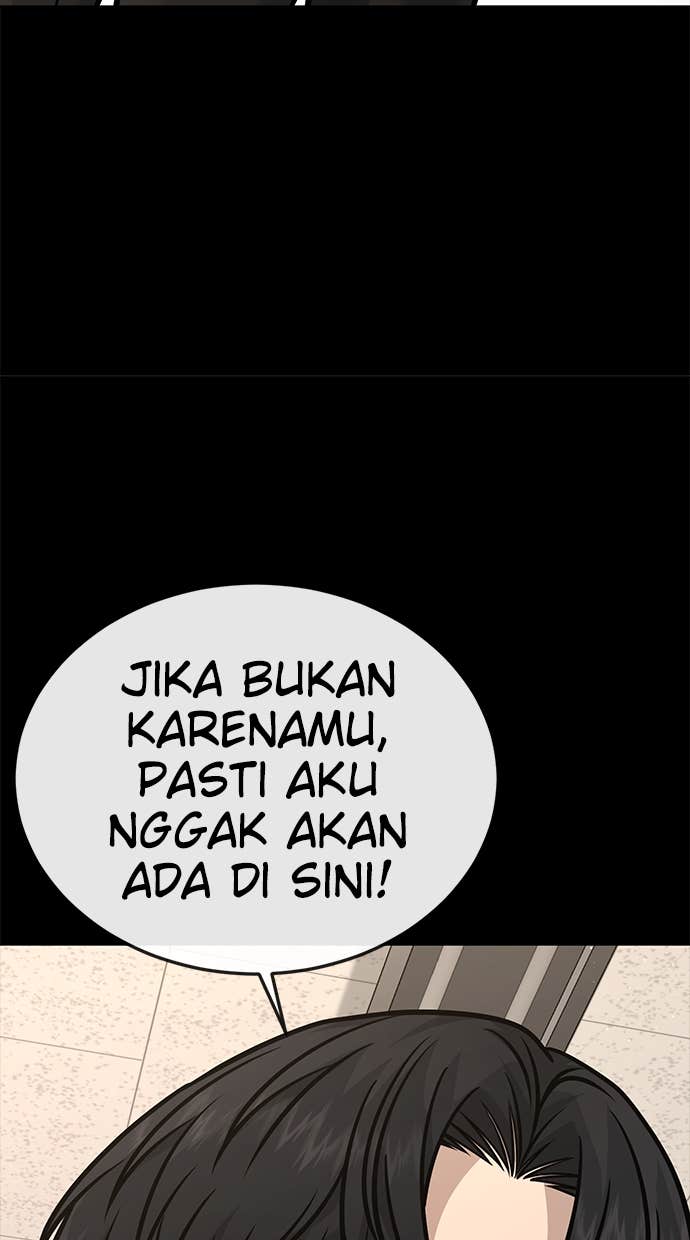 JIKA BUKAN
KARENAMU,
PASTI AKU
NGGAK AKAN
ADA DI SINI!